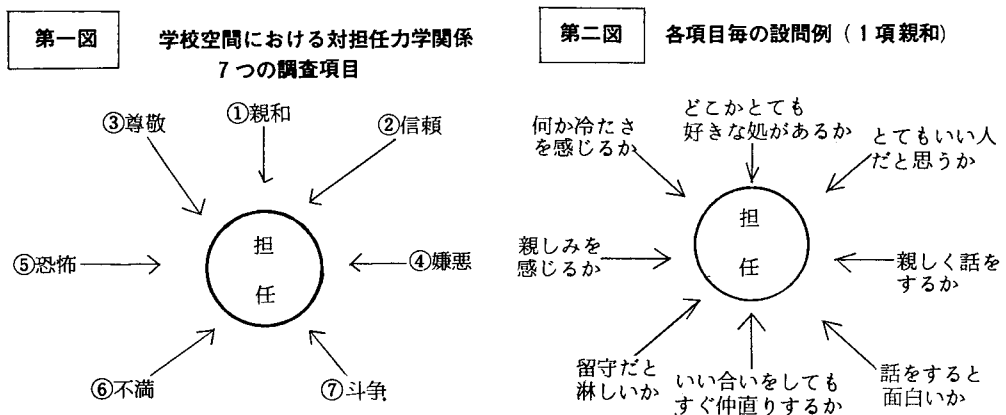 第一図
学校空間における対担任力学関係
7つの調査項目
①親和
②信頼
③尊敬
④嫌悪
⑤恐怖
⑥不満
⑦斗争
担
任
第二図
各項目毎の設問例（1項親和）
どこかとても
好きな処があるか
何か冷たさ
を感じるか
とてもいい人
だと思うか
親しみを
感じるか
親しく話を
するか
留守だと
淋しいか
いい合いをしても
すぐ仲直りするか
話をすると
面白いか
担
任